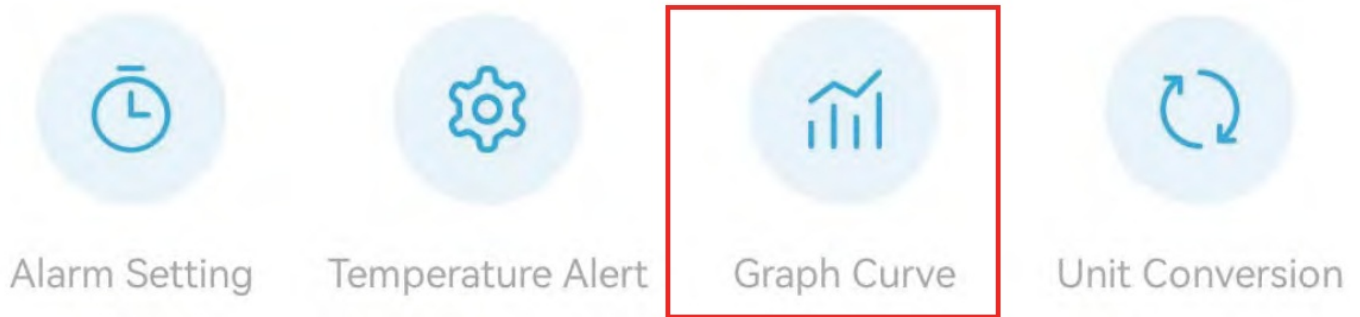 Alarm Setting
Temperature Alert
Graph Curve
Unit Conversion